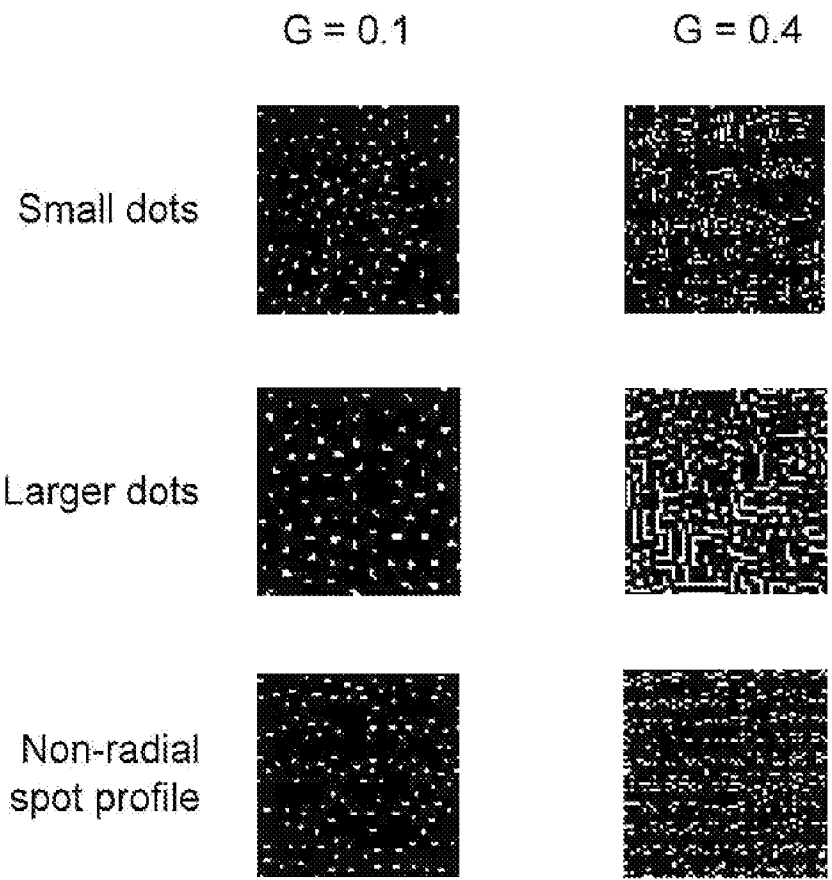 G = 0.1
G = 0.4
Small dots
Larger dots
Non-radial
spot profile